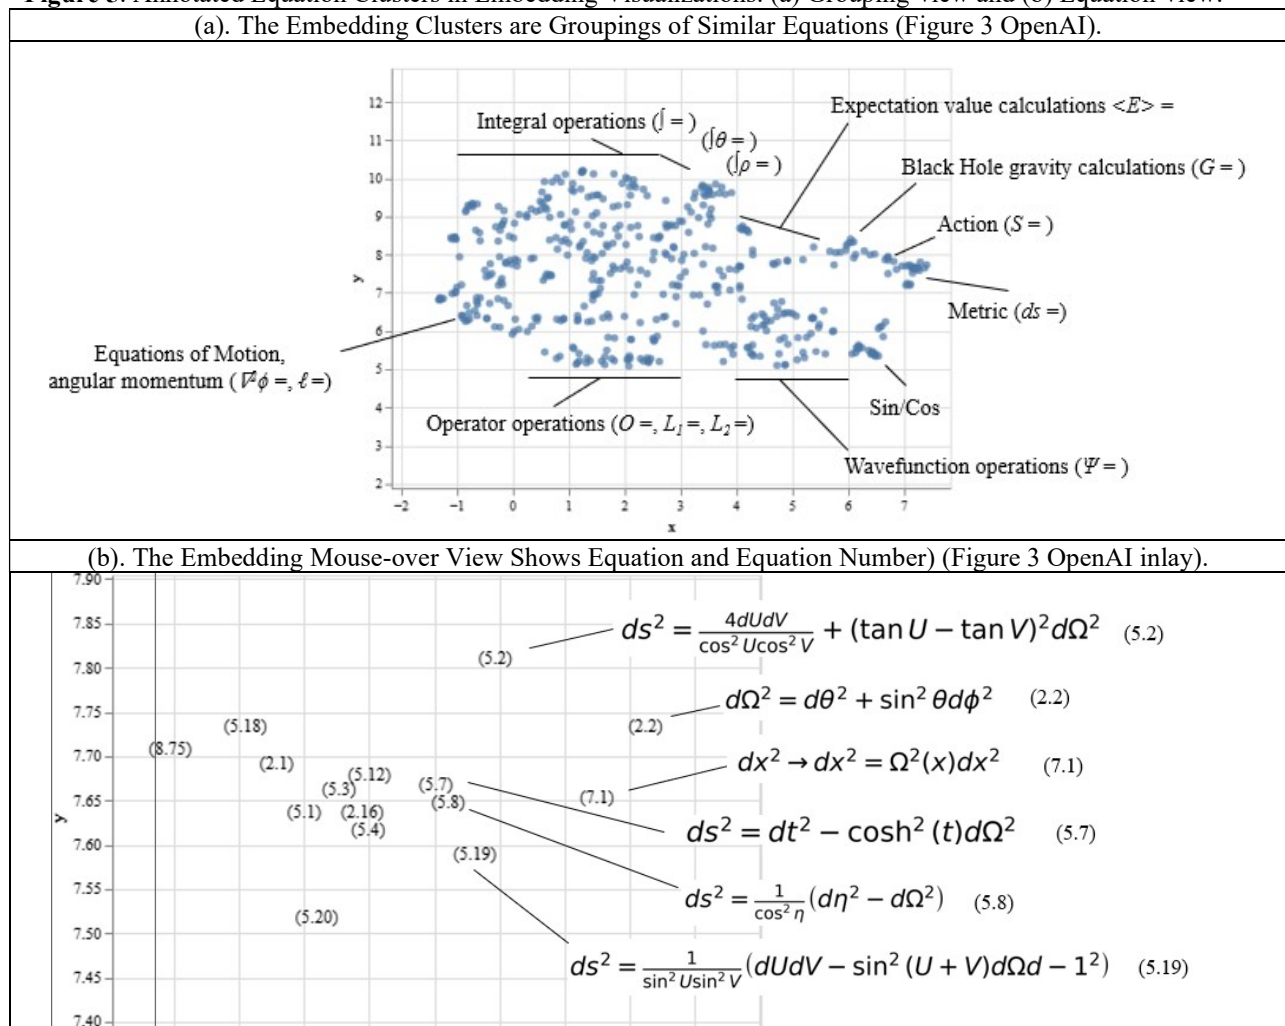 Figure 3. Annotated Equation Clusters in Embedding Visualizations. (a) Grouping View and (b) Equation View.
(a). The Embedding Clusters are Groupings of Similar Equations (Figure 3 OpenAI).
12
11
10
9
8
7
6
5
4
3
2
y
−2 −1 0 1 2 3 4 5 6 7
x
Integral operations (∫ = )
(∫θ = )
(∫ρ = )
Expectation value calculations <E> =
Black Hole gravity calculations (G = )
Action (S = )
Metric (ds =)
Equations of Motion,
angular momentum (∇²ϕ =, ℓ =)
Operator operations (O =, L₁ =, L₂ =)
Sin/Cos
Wavefunction operations (Ψ = )
(b). The Embedding Mouse-over View Shows Equation and Equation Number) (Figure 3 OpenAI inlay).
7.90
7.85
7.80
7.75
7.70
7.65
7.60
7.55
7.50
7.45
7.40
y
(5.2)
(5.18)
(2.2)
(8.75)
(2.1)
(5.12)
(5.3)
(5.7)
(7.1)
(5.8)
(5.1)
(2.16)
(5.4)
(5.19)
(5.20)
ds² = 4dUdV / cos² Ucos² V + (tan U − tan V)²dΩ² (5.2)
dΩ² = dθ² + sin² θdϕ² (2.2)
dx² → dx² = Ω²(x)dx² (7.1)
ds² = dt² − cosh² (t)dΩ² (5.7)
ds² = 1 / cos² η (dη² − dΩ²) (5.8)
ds² = 1 / sin² Usin² V (dUdV − sin² (U + V)dΩd − 1²) (5.19)